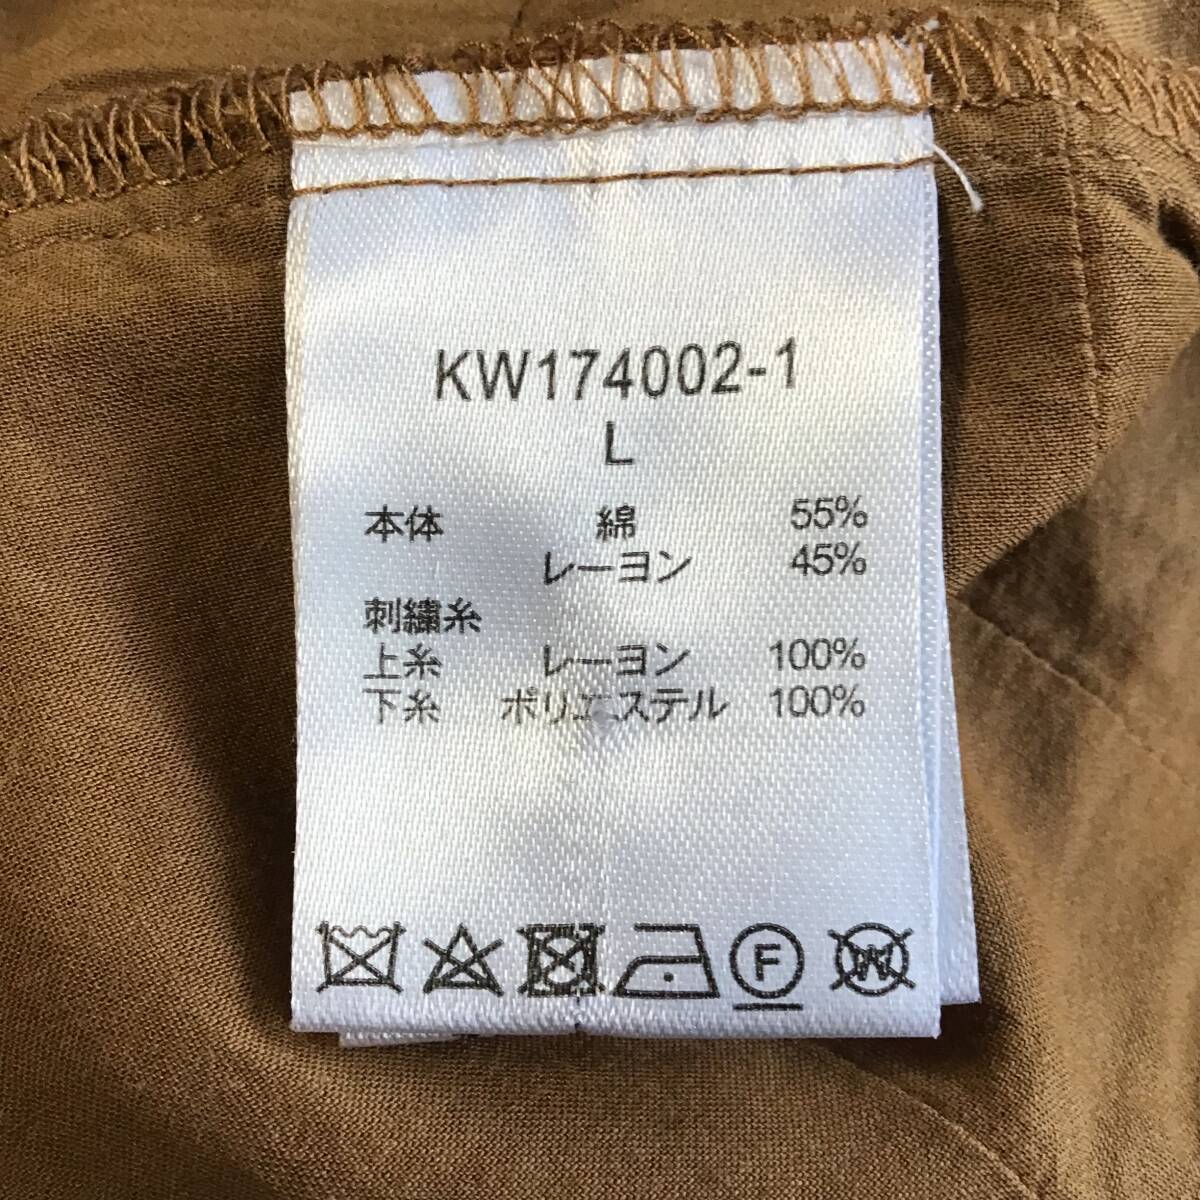 KW174002-1
L
本体 綿 55%
レーヨン 45%
刺繍糸
上糸 レーヨン 100%
下糸 ポリエステル 100%
F W